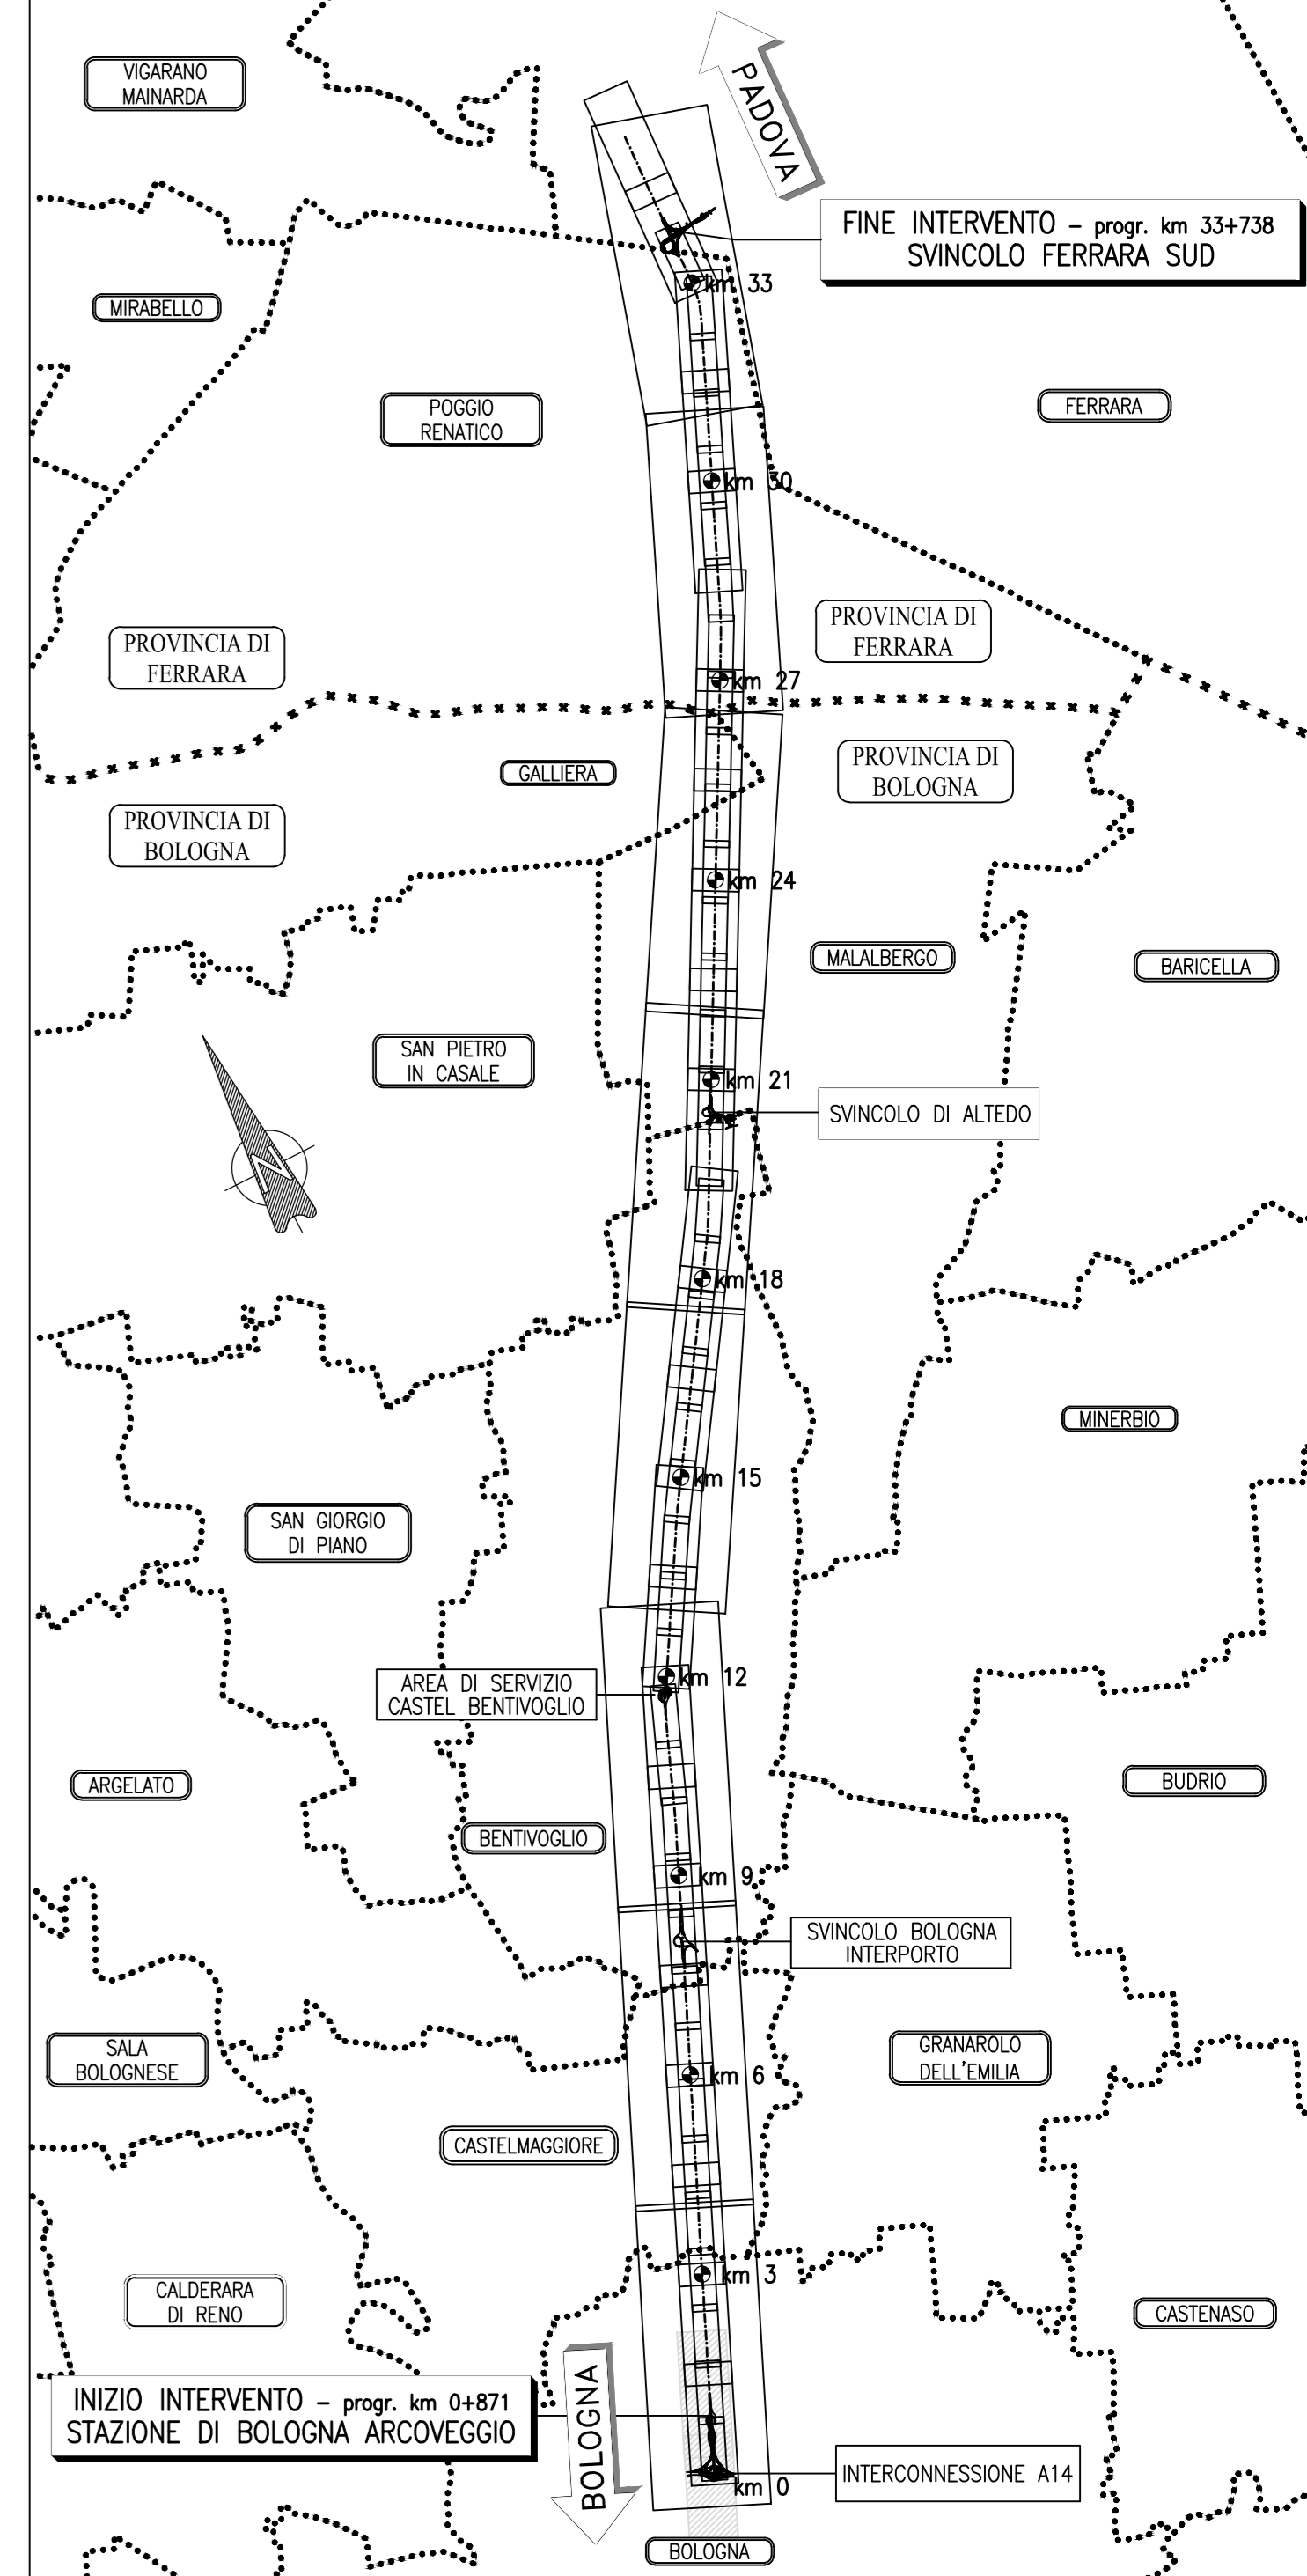 VIGARANO
MAINARDA
PADOVA
FINE INTERVENTO – progr. km 33+738
SVINCOLO FERRARA SUD
km 33
MIRABELLO
POGGIO
RENATICO
FERRARA
km 30
PROVINCIA DI
FERRARA
PROVINCIA DI
FERRARA
km 27
PROVINCIA DI
BOLOGNA
GALLIERA
PROVINCIA DI
BOLOGNA
km 24
MALALBERGO
BARICELLA
SAN PIETRO
IN CASALE
km 21
SVINCOLO DI ALTEDO
N
km 18
MINERBIO
km 15
SAN GIORGIO
DI PIANO
km 12
AREA DI SERVIZIO
CASTEL BENTIVOGLIO
ARGELATO
BUDRIO
BENTIVOGLIO
km 9
SVINCOLO BOLOGNA
INTERPORTO
SALA
BOLOGNESE
GRANAROLO
DELL'EMILIA
km 6
CASTELMAGGIORE
km 3
CALDERARA
DI RENO
CASTENASO
INIZIO INTERVENTO – progr. km 0+871
STAZIONE DI BOLOGNA ARCOVEGGIO
BOLOGNA
INTERCONNESSIONE A14
km 0
BOLOGNA